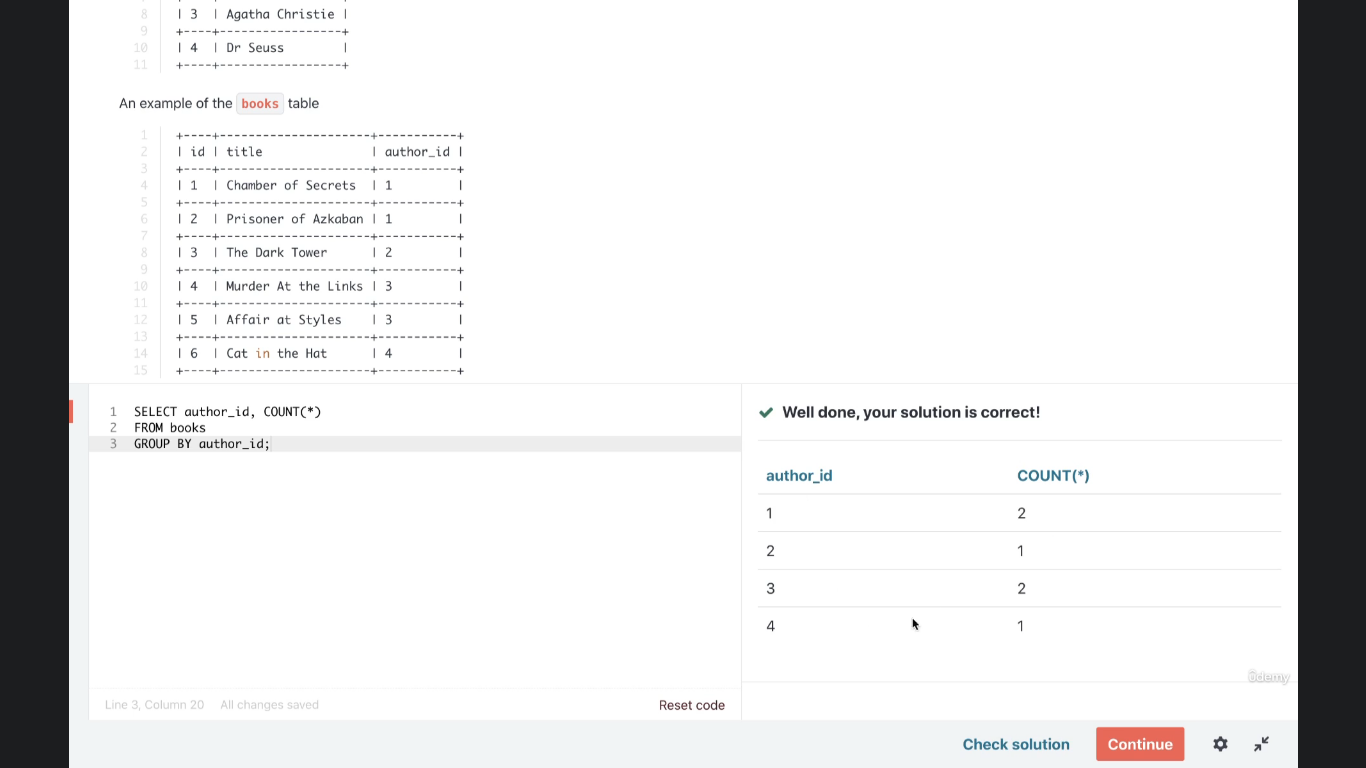 8 | 3 | Agatha Christie |
9 +----+-----------------+
10 | 4 | Dr Seuss |
11 +----+-----------------+
An example of the books table
1 +----+---------------------+-----------+
2 | id | title | author_id |
3 +----+---------------------+-----------+
4 | 1 | Chamber of Secrets | 1 |
5 +----+---------------------+-----------+
6 | 2 | Prisoner of Azkaban | 1 |
7 +----+---------------------+-----------+
8 | 3 | The Dark Tower | 2 |
9 +----+---------------------+-----------+
10 | 4 | Murder At the Links | 3 |
11 +----+---------------------+-----------+
12 | 5 | Affair at Styles | 3 |
13 +----+---------------------+-----------+
14 | 6 | Cat in the Hat | 4 |
15 +----+---------------------+-----------+
1 SELECT author_id, COUNT(*)
2 FROM books
3 GROUP BY author_id;
Well done, your solution is correct!
author_id COUNT(*)
1 2
2 1
3 2
4 1
ûdemy
Line 3, Column 20 All changes saved Reset code
Check solution Continue